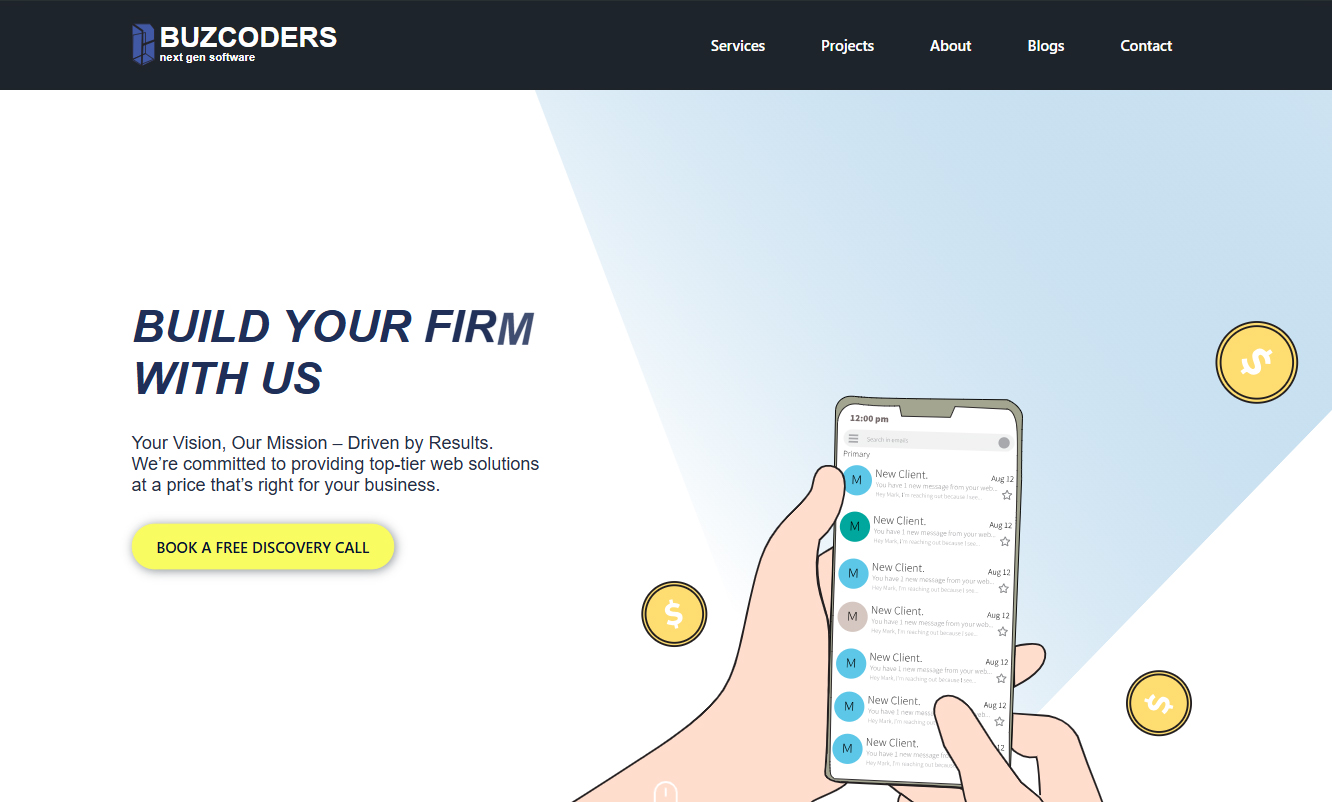 BUZCODERS
next gen software
Services Projects About Blogs Contact
BUILD YOUR FIRM
WITH US
Your Vision, Our Mission – Driven by Results.
We’re committed to providing top-tier web solutions
at a price that’s right for your business.
BOOK A FREE DISCOVERY CALL
12:00 pm
Search in emails
Primary
M New Client. Aug 12
You have 1 new message from your web...
Hey Mark, I'm reaching out because I see...
M New Client. Aug 12
You have 1 new message from your web...
Hey Mark, I'm reaching out because I see...
M New Client. Aug 12
You have 1 new message from your web...
Hey Mark, I'm reaching out because I see...
M New Client. Aug 12
You have 1 new message from your web...
Hey Mark, I'm reaching out because I see...
M New Client. Aug 12
You have 1 new message from your web...
Hey Mark, I'm reaching out because I see...
M New Client. Aug 12
You have 1 new message
Hey Mark, I'm reaching out
M New Client. 12
You have 1 new message
Hey Mark, I'm reaching out becau
$
$
$